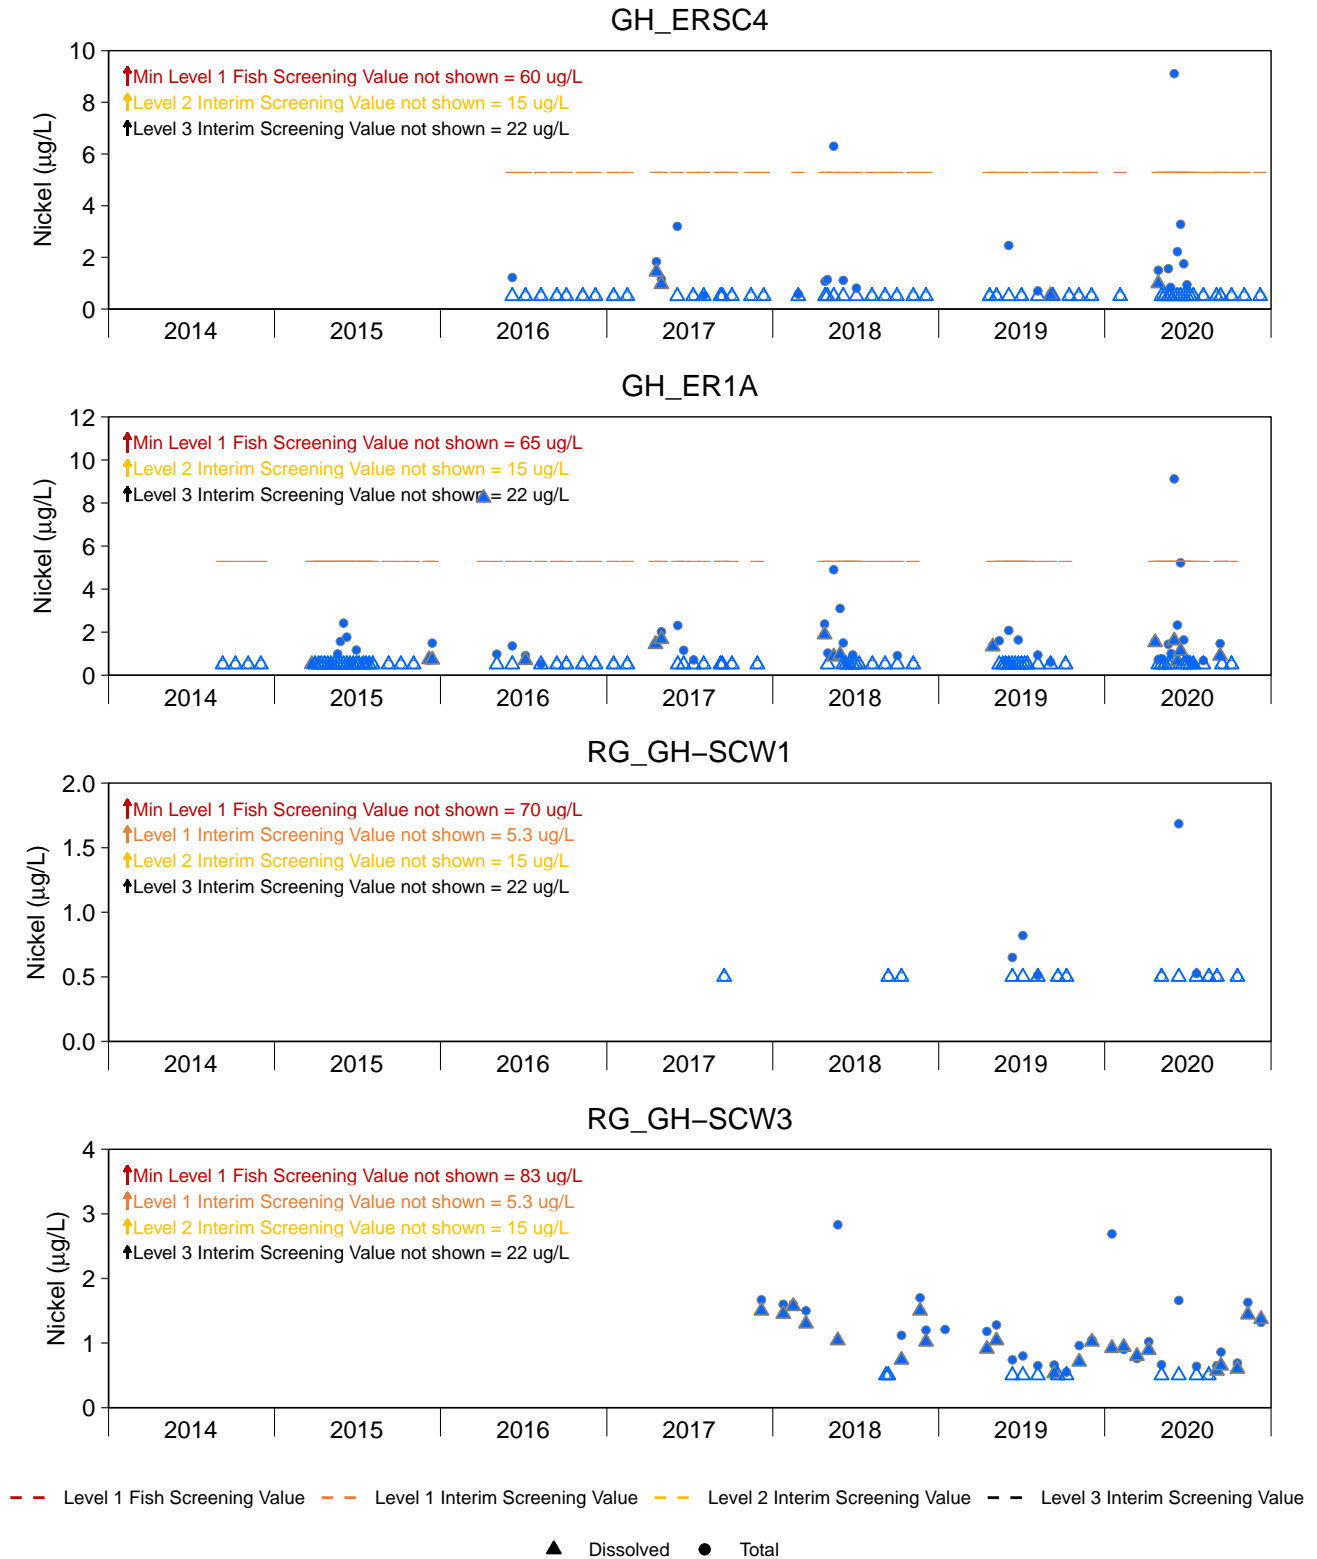 GH_ERSC4
Nickel (µg/L)
10
8
6
4
2
0
Min Level 1 Fish Screening Value not shown = 60 ug/L
Level 2 Interim Screening Value not shown = 15 ug/L
Level 3 Interim Screening Value not shown = 22 ug/L
2014 2015 2016 2017 2018 2019 2020
GH_ER1A
Nickel (µg/L)
12
10
8
6
4
2
0
Min Level 1 Fish Screening Value not shown = 65 ug/L
Level 2 Interim Screening Value not shown = 15 ug/L
Level 3 Interim Screening Value not shown = 22 ug/L
2014 2015 2016 2017 2018 2019 2020
RG_GH−SCW1
Nickel (µg/L)
2.0
1.5
1.0
0.5
0.0
Min Level 1 Fish Screening Value not shown = 70 ug/L
Level 1 Interim Screening Value not shown = 5.3 ug/L
Level 2 Interim Screening Value not shown = 15 ug/L
Level 3 Interim Screening Value not shown = 22 ug/L
2014 2015 2016 2017 2018 2019 2020
RG_GH−SCW3
Nickel (µg/L)
4
3
2
1
0
Min Level 1 Fish Screening Value not shown = 83 ug/L
Level 1 Interim Screening Value not shown = 5.3 ug/L
Level 2 Interim Screening Value not shown = 15 ug/L
Level 3 Interim Screening Value not shown = 22 ug/L
2014 2015 2016 2017 2018 2019 2020
Level 1 Fish Screening Value Level 1 Interim Screening Value Level 2 Interim Screening Value Level 3 Interim Screening Value
Dissolved Total